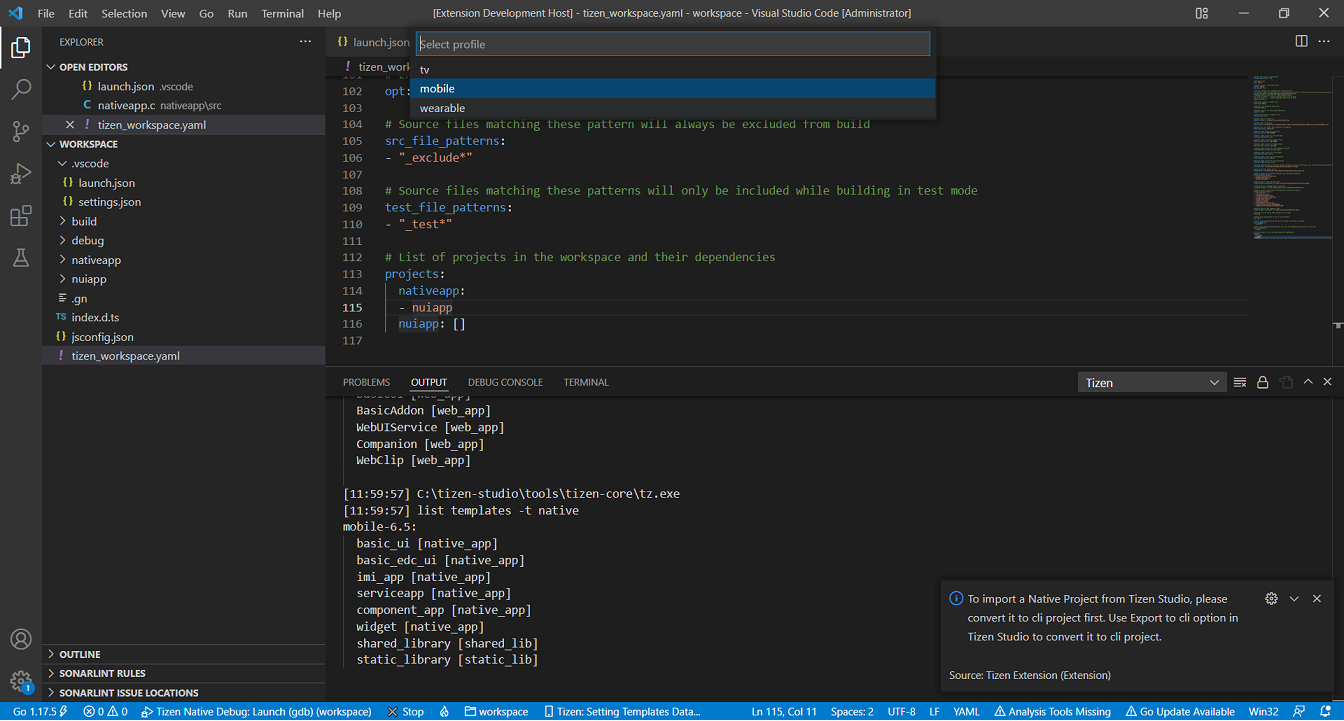 File Edit Selection View Go Run Terminal Help
[Extension Development Host] - tizen_workspace.yaml - workspace - Visual Studio Code [Administrator]
EXPLORER
OPEN EDITORS
{} launch.json .vscode
C nativeapp.c nativeapp\src
! tizen_workspace.yaml
WORKSPACE
.vscode
{} launch.json
{} settings.json
build
debug
nativeapp
nuiapp
.gn
TS index.d.ts
{} jsconfig.json
! tizen_workspace.yaml
OUTLINE
SONARLINT RULES
SONARLINT ISSUE LOCATIONS
1
{} launch.json
Select profile
tv
mobile
wearable
! tizen_work
102 opt:
103
104 # Source files matching these pattern will always be excluded from build
105 src_file_patterns:
106 - "_exclude*"
107
108 # Source files matching these patterns will only be included while building in test mode
109 test_file_patterns:
110 - "_test*"
111
112 # List of projects in the workspace and their dependencies
113 projects:
114 nativeapp:
115 - nuiapp
116 nuiapp: []
117
PROBLEMS OUTPUT DEBUG CONSOLE TERMINAL
Tizen
BasicAddon [web_app]
WebUIService [web_app]
Companion [web_app]
WebClip [web_app]
[11:59:57] C:\tizen-studio\tools\tizen-core\tz.exe
[11:59:57] list templates -t native
mobile-6.5:
basic_ui [native_app]
basic_edc_ui [native_app]
imi_app [native_app]
serviceapp [native_app]
component_app [native_app]
widget [native_app]
shared_library [shared_lib]
static_library [static_lib]
To import a Native Project from Tizen Studio, please
convert it to cli project first. Use Export to cli option in
Tizen Studio to convert it to cli project.
Source: Tizen Extension (Extension)
Go 1.17.5 0 0 Tizen Native Debug: Launch (gdb) (workspace) Stop workspace Tizen: Setting Templates Data... Ln 115, Col 11 Spaces: 2 UTF-8 LF YAML Analysis Tools Missing Go Update Available Win32